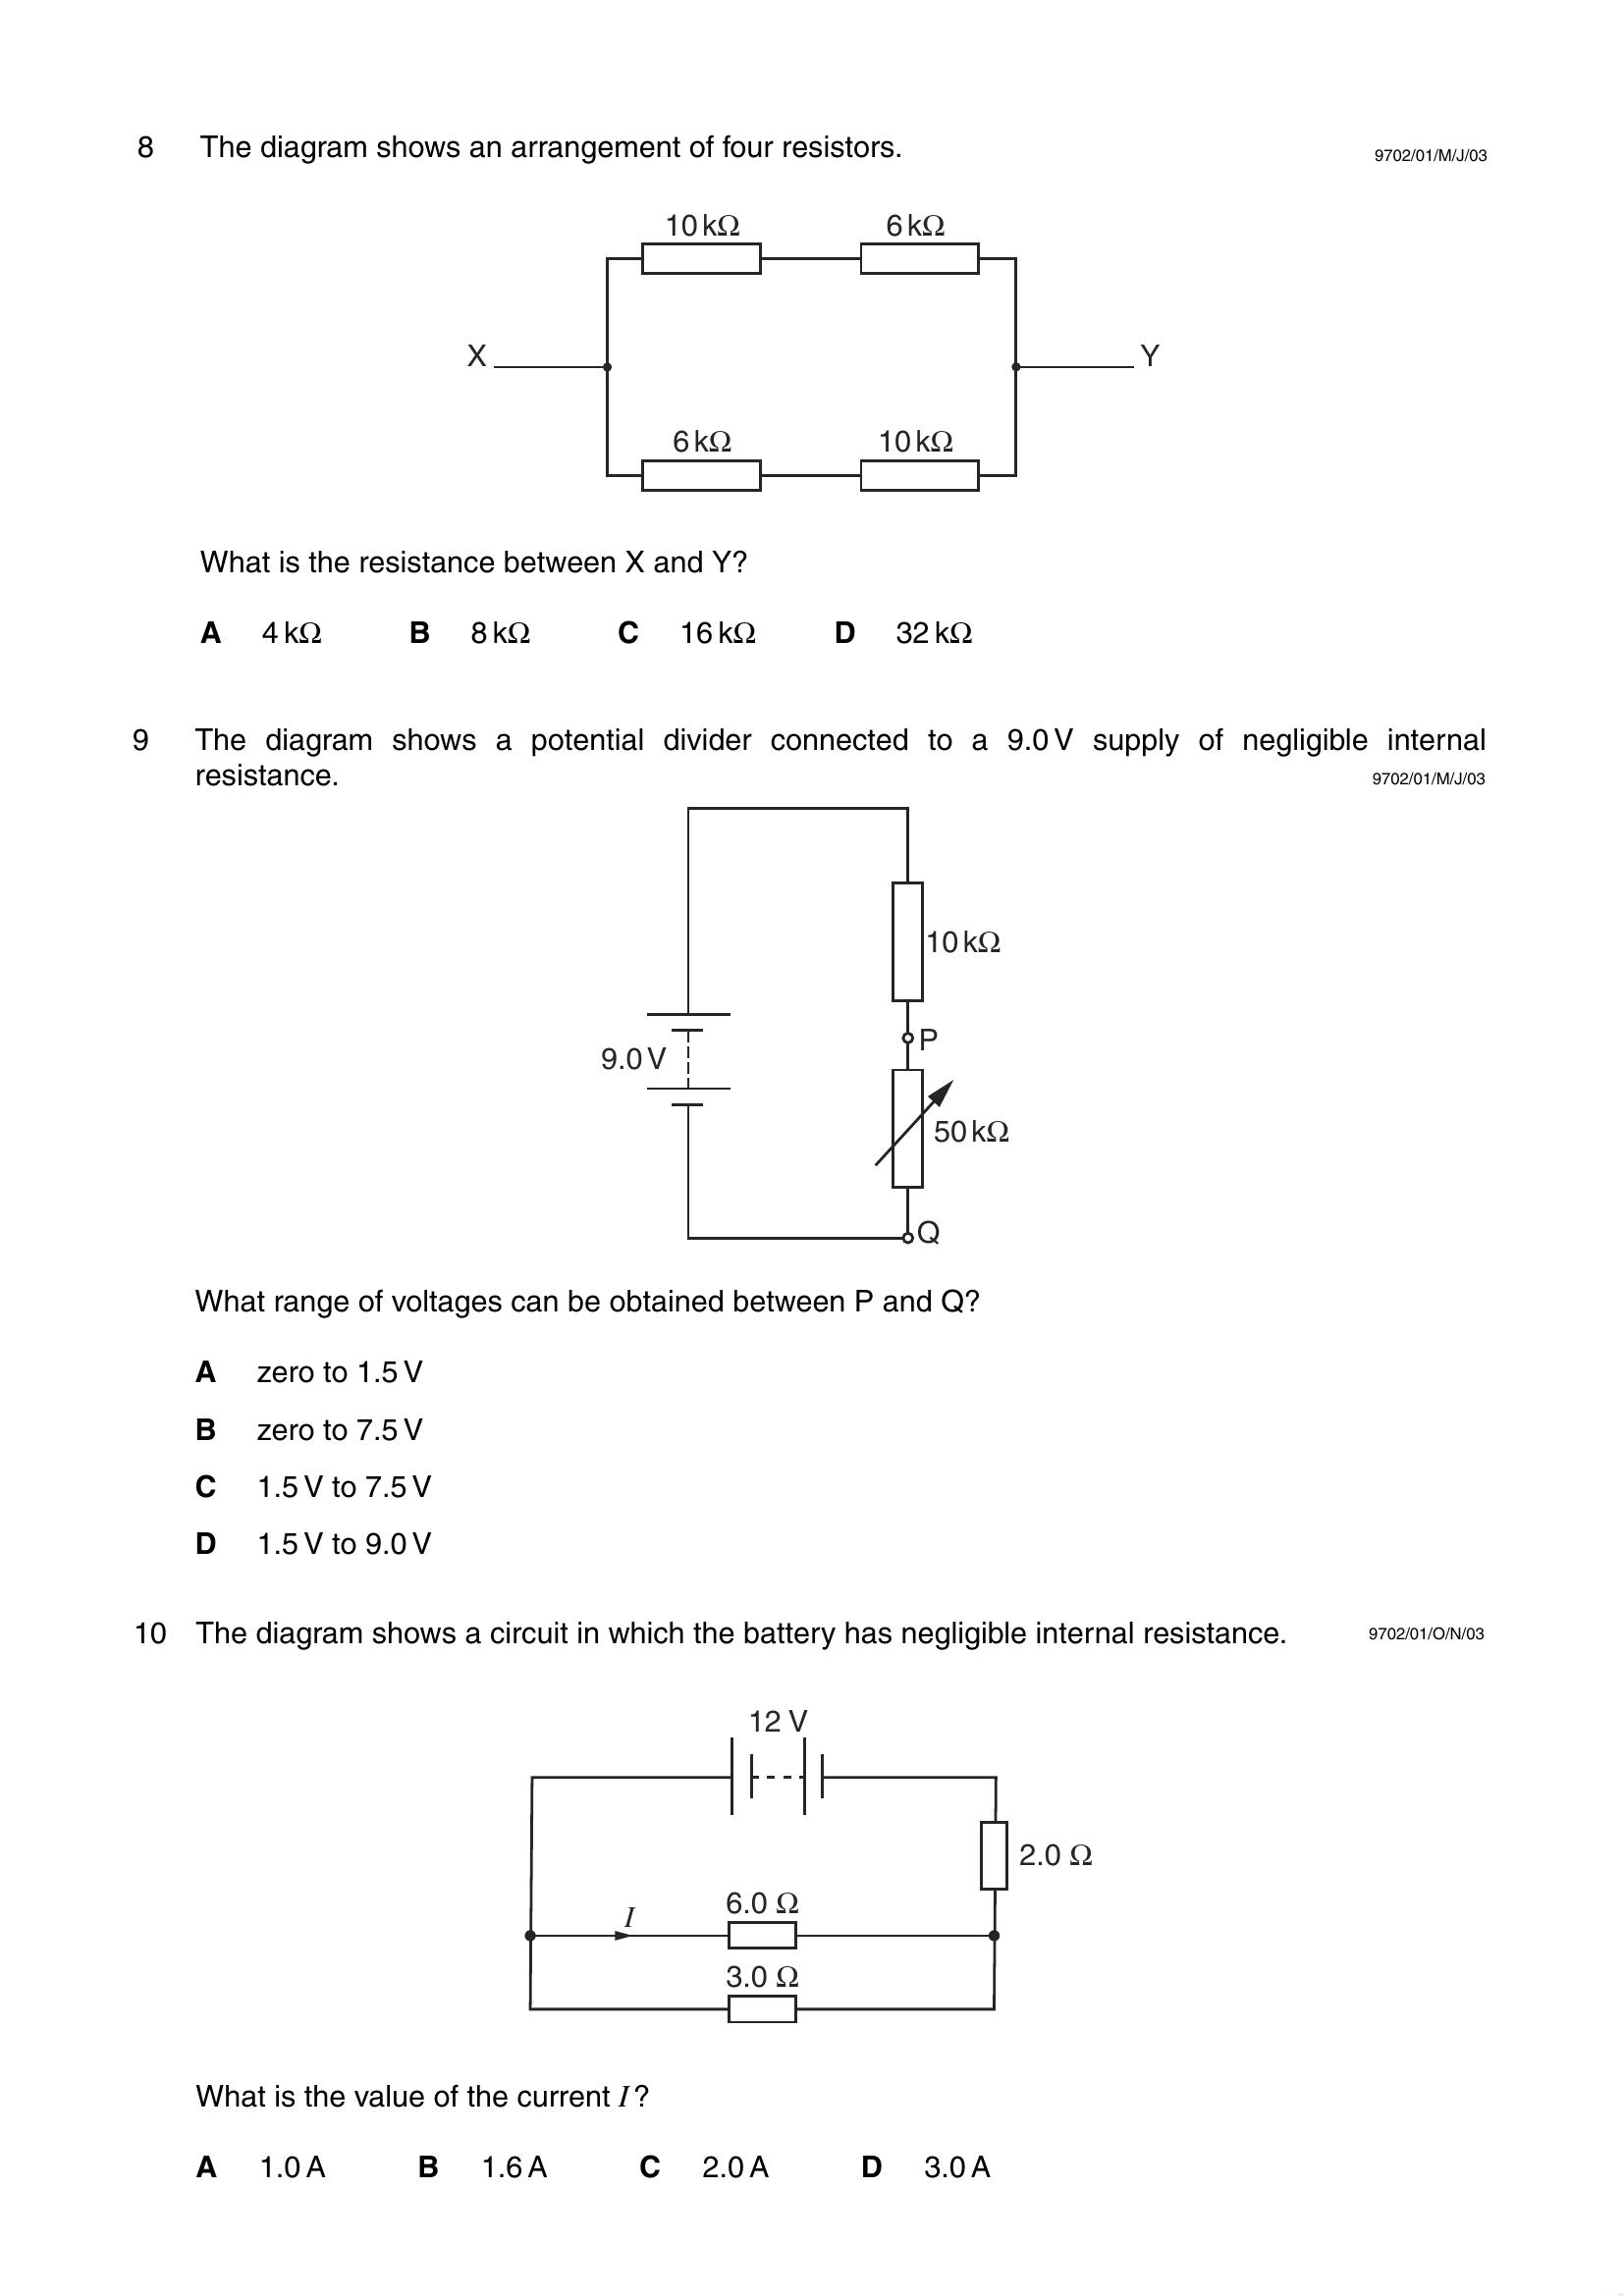 8 The diagram shows an arrangement of four resistors. 9702/01/M/J/03
10 kΩ 6 kΩ
X Y
6 kΩ 10 kΩ
What is the resistance between X and Y?
A 4 kΩ B 8 kΩ C 16 kΩ D 32 kΩ
9 The diagram shows a potential divider connected to a 9.0 V supply of negligible internal
resistance. 9702/01/M/J/03
10 kΩ
P
9.0 V
50 kΩ
Q
What range of voltages can be obtained between P and Q?
A zero to 1.5 V
B zero to 7.5 V
C 1.5 V to 7.5 V
D 1.5 V to 9.0 V
10 The diagram shows a circuit in which the battery has negligible internal resistance. 9702/01/O/N/03
12 V
2.0 Ω
6.0 Ω
I
3.0 Ω
What is the value of the current I?
A 1.0 A B 1.6 A C 2.0 A D 3.0 A